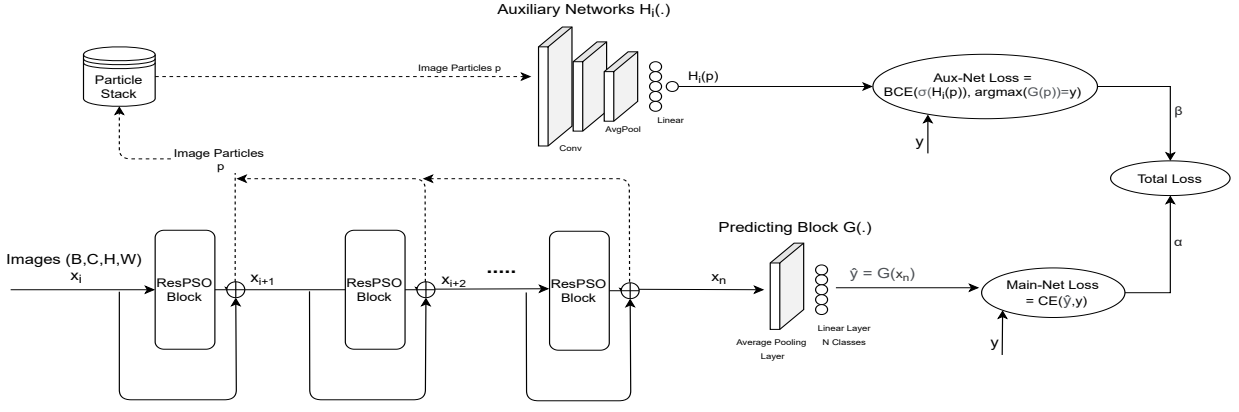 Auxiliary Networks Hᵢ(.)
Particle
Stack
Image Particles p
Hᵢ(p)
Aux-Net Loss =
BCE(σ(Hᵢ(p)), argmax(G(p))=y)
AvgPool
Linear
Conv
y
β
Image Particles
p
Total Loss
α
Predicting Block G(.)
Images (B,C,H,W)
xᵢ
ResPSO
Block
xᵢ₊₁
ResPSO
Block
xᵢ₊₂
.....
ResPSO
Block
xₙ
ŷ = G(xₙ)
Main-Net Loss
= CE(ŷ,y)
Average Pooling
Layer
Linear Layer
N Classes
y